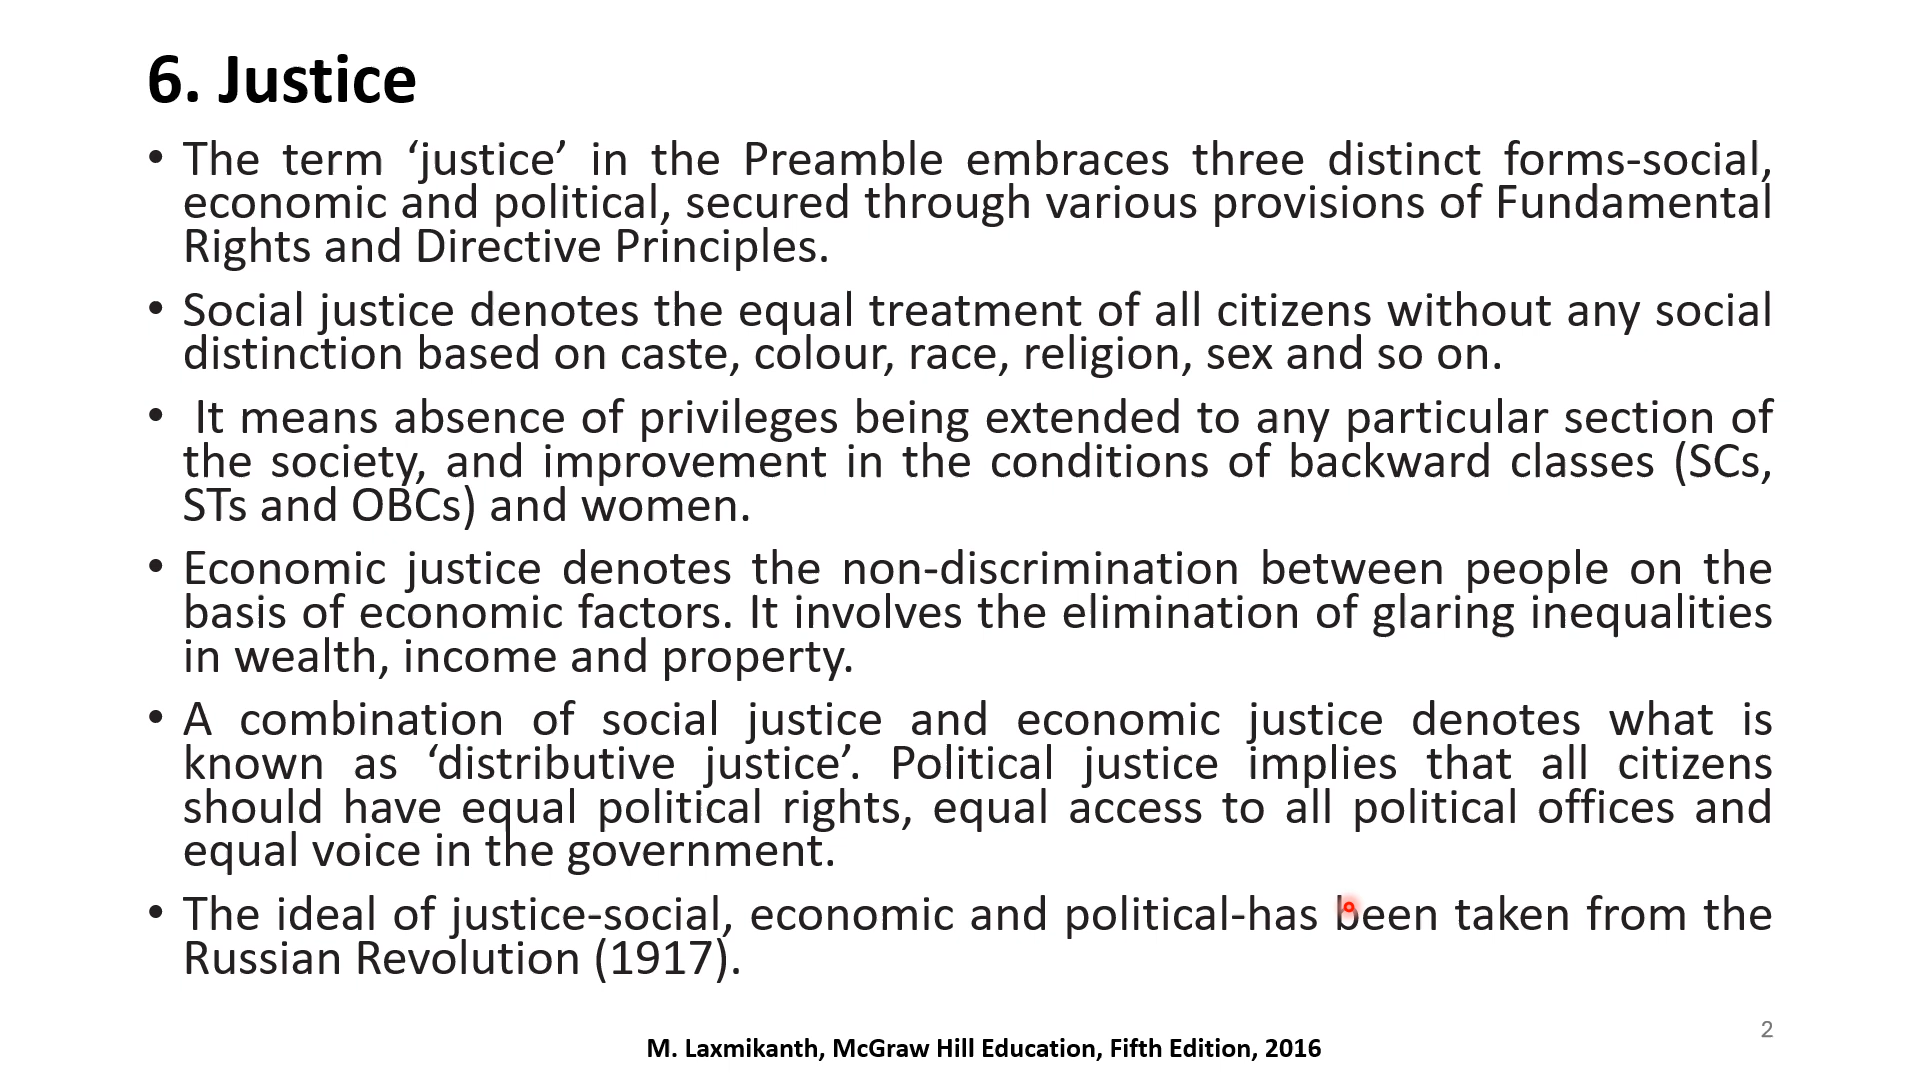 6. Justice
• The term ‘justice’ in the Preamble embraces three distinct forms-social,
economic and political, secured through various provisions of Fundamental
Rights and Directive Principles.
• Social justice denotes the equal treatment of all citizens without any social
distinction based on caste, colour, race, religion, sex and so on.
• It means absence of privileges being extended to any particular section of
the society, and improvement in the conditions of backward classes (SCs,
STs and OBCs) and women.
• Economic justice denotes the non-discrimination between people on the
basis of economic factors. It involves the elimination of glaring inequalities
in wealth, income and property.
• A combination of social justice and economic justice denotes what is
known as ‘distributive justice’. Political justice implies that all citizens
should have equal political rights, equal access to all political offices and
equal voice in the government.
• The ideal of justice-social, economic and political-has been taken from the
Russian Revolution (1917).
2
M. Laxmikanth, McGraw Hill Education, Fifth Edition, 2016